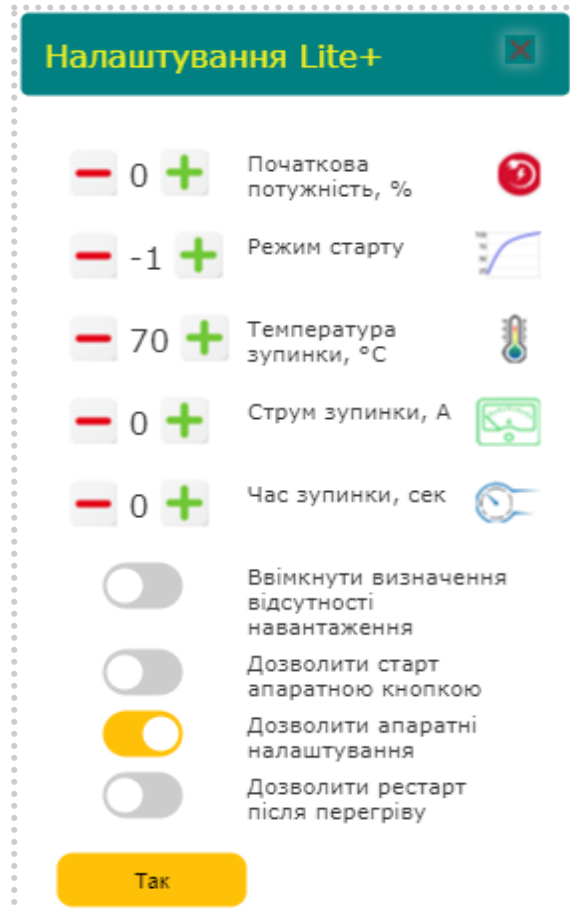 Налаштування Lite+
0
Початкова
потужність, %
-1
Режим старту
70
Температура
зупинки, °C
0
Струм зупинки, А
0
Час зупинки, сек
Ввімкнути визначення
відсутності
навантаження
Дозволити старт
апаратною кнопкою
Дозволити апаратні
налаштування
Дозволити рестарт
після перегріву
Так